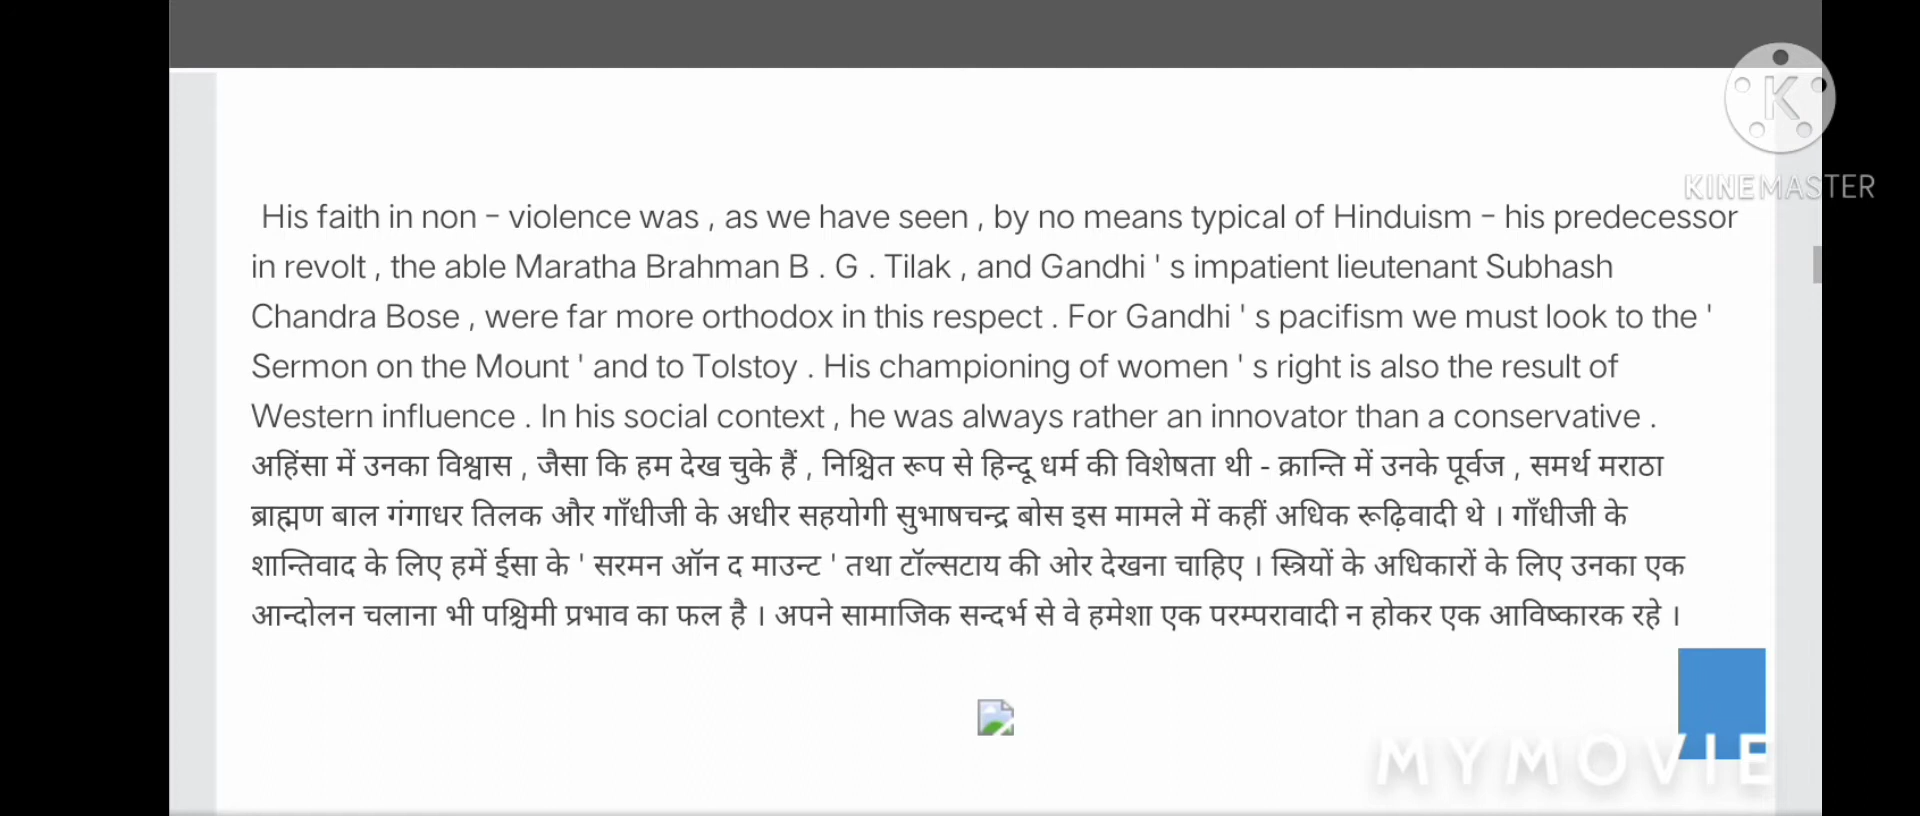 K
KINEMASTER
His faith in non - violence was , as we have seen , by no means typical of Hinduism - his predecessor
in revolt , the able Maratha Brahman B . G . Tilak , and Gandhi ' s impatient lieutenant Subhash
Chandra Bose , were far more orthodox in this respect . For Gandhi ' s pacifism we must look to the '
Sermon on the Mount ' and to Tolstoy . His championing of women ' s right is also the result of
Western influence . In his social context , he was always rather an innovator than a conservative .
अहिंसा में उनका विश्वास , जैसा कि हम देख चुके हैं , निश्चित रूप से हिन्दू धर्म की विशेषता थी - क्रान्ति में उनके पूर्वज , समर्थ मराठा
ब्राह्मण बाल गंगाधर तिलक और गाँधीजी के अधीर सहयोगी सुभाषचन्द्र बोस इस मामले में कहीं अधिक रूढ़िवादी थे । गाँधीजी के
शान्तिवाद के लिए हमें ईसा के ' सरमन ऑन द माउन्ट ' तथा टॉल्सटाय की ओर देखना चाहिए । स्त्रियों के अधिकारों के लिए उनका एक
आन्दोलन चलाना भी पश्चिमी प्रभाव का फल है । अपने सामाजिक सन्दर्भ से वे हमेशा एक परम्परावादी न होकर एक आविष्कारक रहे ।
MYMOVIE